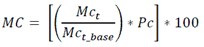 MC = [(Mc_t / Mc_t_base) * Pc] * 100